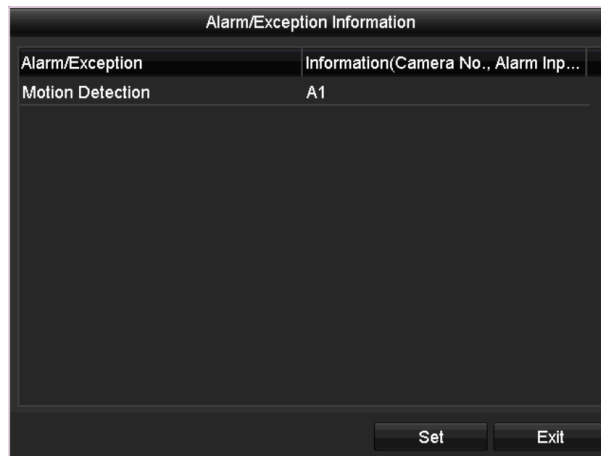 Alarm/Exception Information
Alarm/Exception Information(Camera No., Alarm Inp...
Motion Detection A1
Set Exit